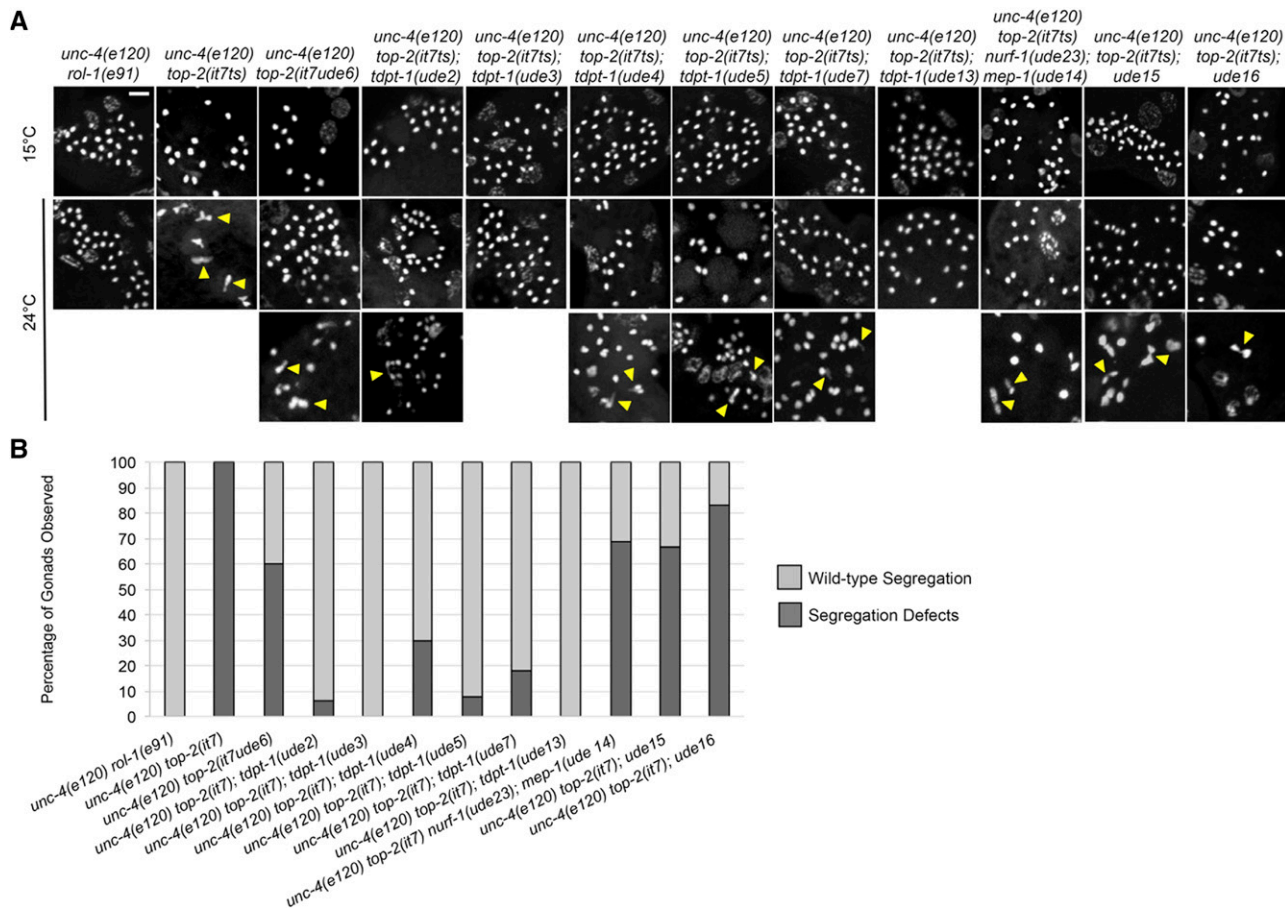 A
unc-4(e120)
rol-1(e91)
unc-4(e120)
top-2(it7ts)
unc-4(e120)
top-2(it7ude6)
unc-4(e120)
top-2(it7ts);
tdpt-1(ude2)
unc-4(e120)
top-2(it7ts);
tdpt-1(ude3)
unc-4(e120)
top-2(it7ts);
tdpt-1(ude4)
unc-4(e120)
top-2(it7ts);
tdpt-1(ude5)
unc-4(e120)
top-2(it7ts);
tdpt-1(ude7)
unc-4(e120)
top-2(it7ts);
tdpt-1(ude13)
unc-4(e120)
top-2(it7ts)
nurf-1(ude23);
mep-1(ude14)
unc-4(e120)
top-2(it7ts);
ude15
unc-4(e120)
top-2(it7ts);
ude16
15°C
24°C
B
Percentage of Gonads Observed
100
90
80
70
60
50
40
30
20
10
0
Wild-type Segregation
Segregation Defects
unc-4(e120) rol-1(e91)
unc-4(e120) top-2(it7)
unc-4(e120) top-2(it7ude6)
unc-4(e120) top-2(it7); tdpt-1(ude2)
unc-4(e120) top-2(it7); tdpt-1(ude3)
unc-4(e120) top-2(it7); tdpt-1(ude4)
unc-4(e120) top-2(it7); tdpt-1(ude5)
unc-4(e120) top-2(it7); tdpt-1(ude7)
unc-4(e120) top-2(it7); tdpt-1(ude13)
unc-4(e120) top-2(it7) nurf-1(ude23); mep-1(ude 14)
unc-4(e120) top-2(it7); ude15
unc-4(e120) top-2(it7); ude16